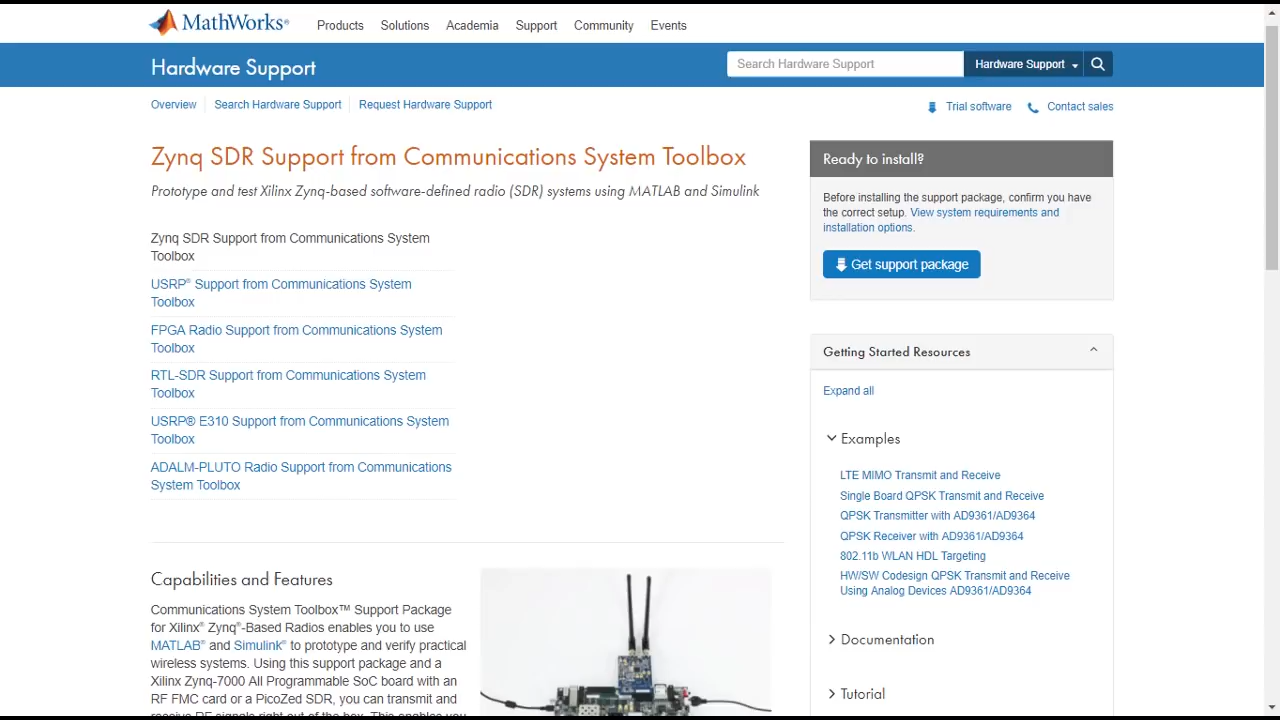 MathWorks®
Products
Solutions
Academia
Support
Community
Events
Hardware Support
Search Hardware Support
Hardware Support
Overview
Search Hardware Support
Request Hardware Support
Trial software
Contact sales
Zynq SDR Support from Communications System Toolbox
Prototype and test Xilinx Zynq-based software-defined radio (SDR) systems using MATLAB and Simulink
Zynq SDR Support from Communications System
Toolbox
USRP® Support from Communications System
Toolbox
FPGA Radio Support from Communications System
Toolbox
RTL-SDR Support from Communications System
Toolbox
USRP® E310 Support from Communications System
Toolbox
ADALM-PLUTO Radio Support from Communications
System Toolbox
Capabilities and Features
Communications System Toolbox™ Support Package
for Xilinx® Zynq®-Based Radios enables you to use
MATLAB® and Simulink® to prototype and verify practical
wireless systems. Using this support package and a
Xilinx Zynq-7000 All Programmable SoC board with an
RF FMC card or a PicoZed SDR, you can transmit and
receive RF signals right out of the box. This enables you
Ready to install?
Before installing the support package, confirm you have
the correct setup. View system requirements and
installation options.
Get support package
Getting Started Resources
Expand all
Examples
LTE MIMO Transmit and Receive
Single Board QPSK Transmit and Receive
QPSK Transmitter with AD9361/AD9364
QPSK Receiver with AD9361/AD9364
802.11b WLAN HDL Targeting
HW/SW Codesign QPSK Transmit and Receive
Using Analog Devices AD9361/AD9364
Documentation
Tutorial